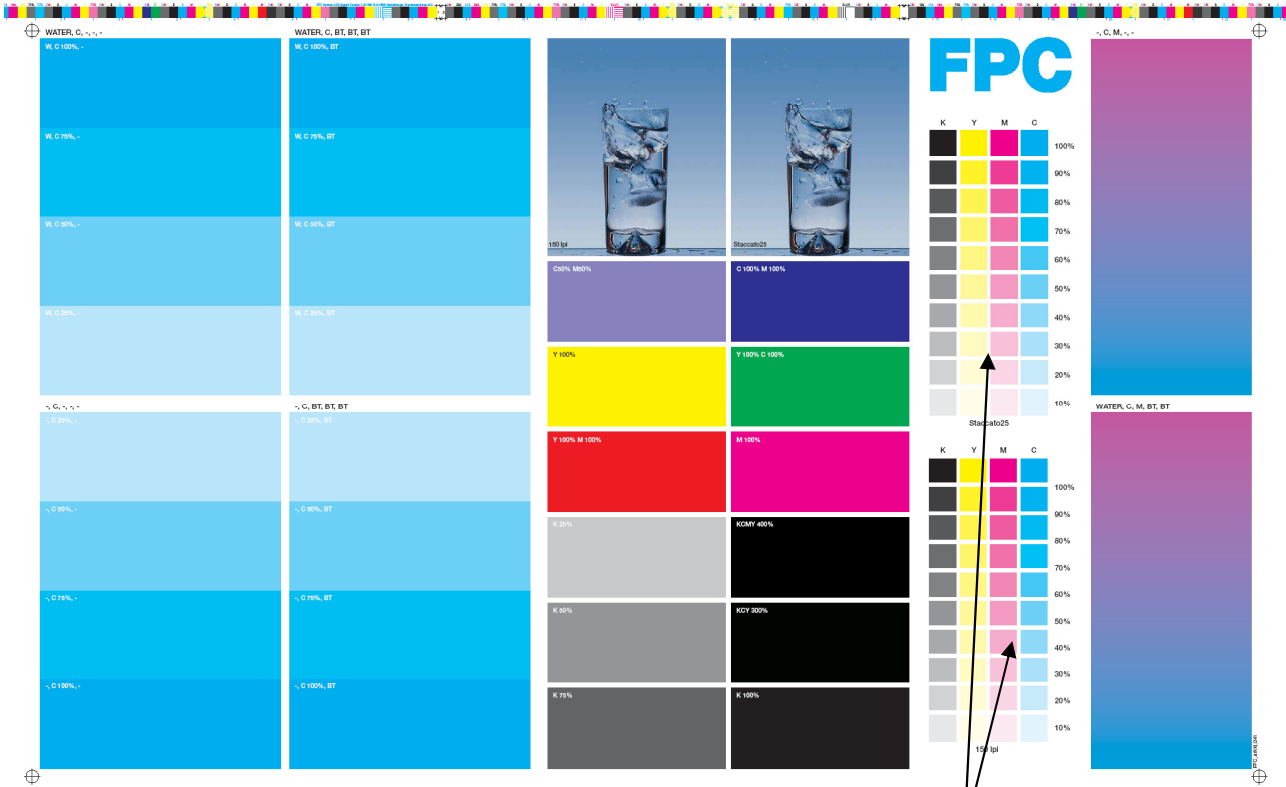 WATER, C, -, -, -
W, C 100%, -
W, C 75%, -
W, C 50%, -
W, C 25%, -
-, C, -, -, -
-, C 25%, -
-, C 50%, -
-, C 75%, -
-, C 100%, -
WATER, C, BT, BT, BT
W, C 100%, BT
W, C 75%, BT
W, C 50%, BT
W, C 25%, BT
-, C, BT, BT, BT
-, C 25%, BT
-, C 50%, BT
-, C 75%, BT
-, C 100%, BT
150 lpi
Staccato25
C50% M50%
C 100% M 100%
Y 100%
Y 100% C 100%
Y 100% M 100%
M 100%
K 25%
KCMY 400%
K 50%
KCY 300%
K 75%
K 100%
FPC
K Y M C
100%
90%
80%
70%
60%
50%
40%
30%
20%
10%
Staccato25
K Y M C
100%
90%
80%
70%
60%
50%
40%
30%
20%
10%
150 lpi
-, C, M, -, -
WATER, C, M, BT, BT